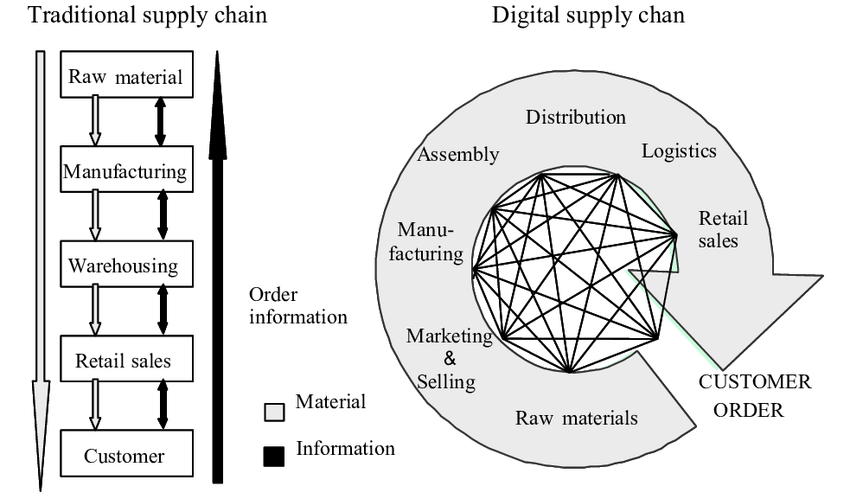 Traditional supply chain
Raw material
Manufacturing
Warehousing
Retail sales
Customer
Order
information
Material
Information
Digital supply chan
Distribution
Assembly
Logistics
Manu-
facturing
Retail
sales
Marketing
&
Selling
Raw materials
CUSTOMER
ORDER